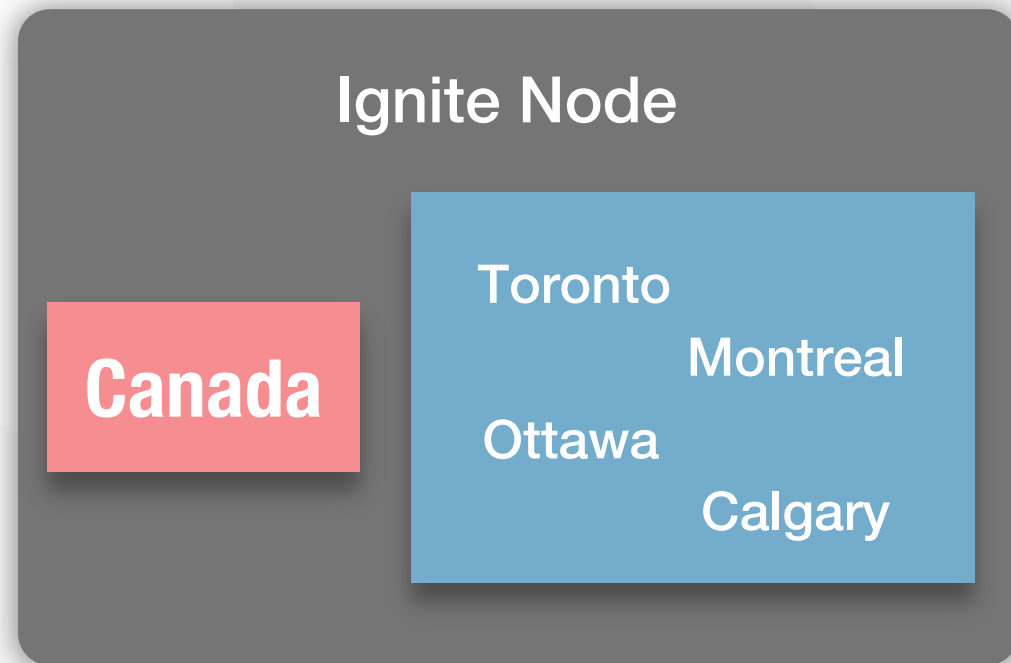 Ignite Node
Canada
Toronto
Montreal
Ottawa
Calgary